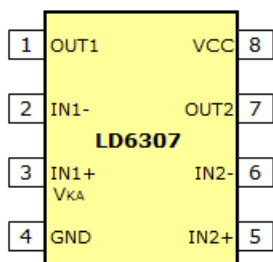 1 OUT1 VCC 8
2 IN1- OUT2 7
LD6307
3 IN1+ IN2- 6
VKA
4 GND IN2+ 5